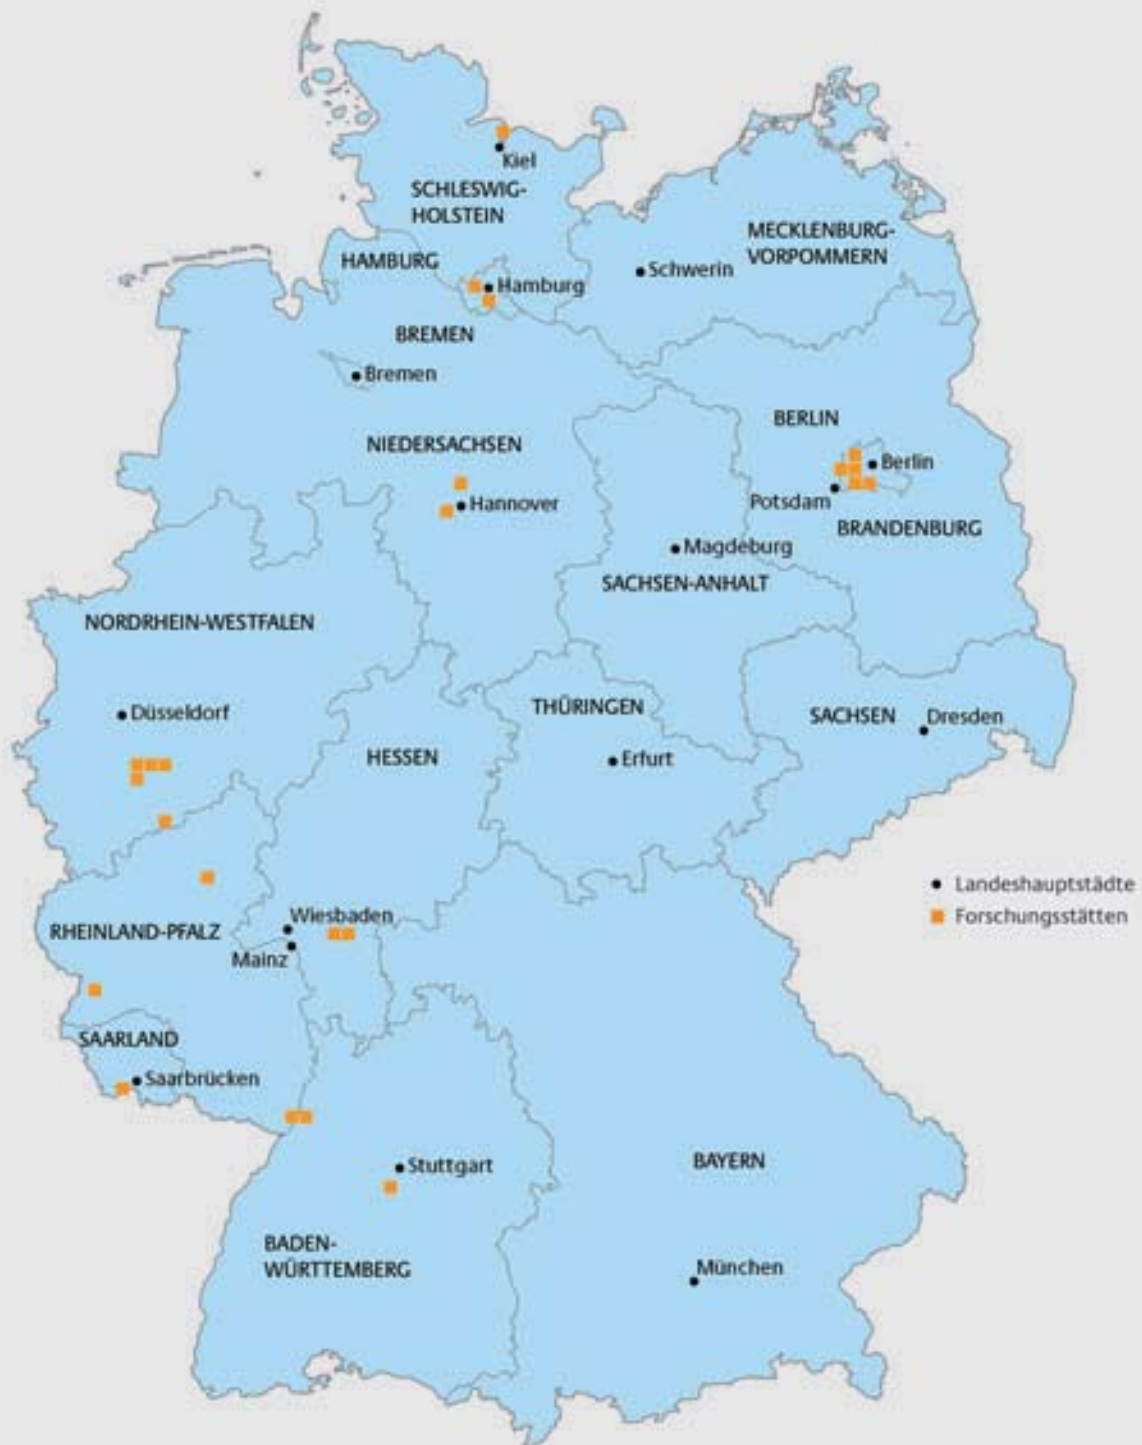 Kiel
SCHLESWIG-
HOLSTEIN
MECKLENBURG-
VORPOMMERN
HAMBURG
Schwerin
Hamburg
BREMEN
Bremen
BERLIN
NIEDERSACHSEN
Berlin
Hannover
Potsdam
BRANDENBURG
Magdeburg
SACHSEN-ANHALT
NORDRHEIN-WESTFALEN
Düsseldorf
THÜRINGEN
SACHSEN
Dresden
HESSEN
Erfurt
Landeshauptstädte
Forschungsstätten
Wiesbaden
RHEINLAND-PFALZ
Mainz
SAARLAND
Saarbrücken
Stuttgart
BAYERN
BADEN-
WÜRTTEMBERG
München